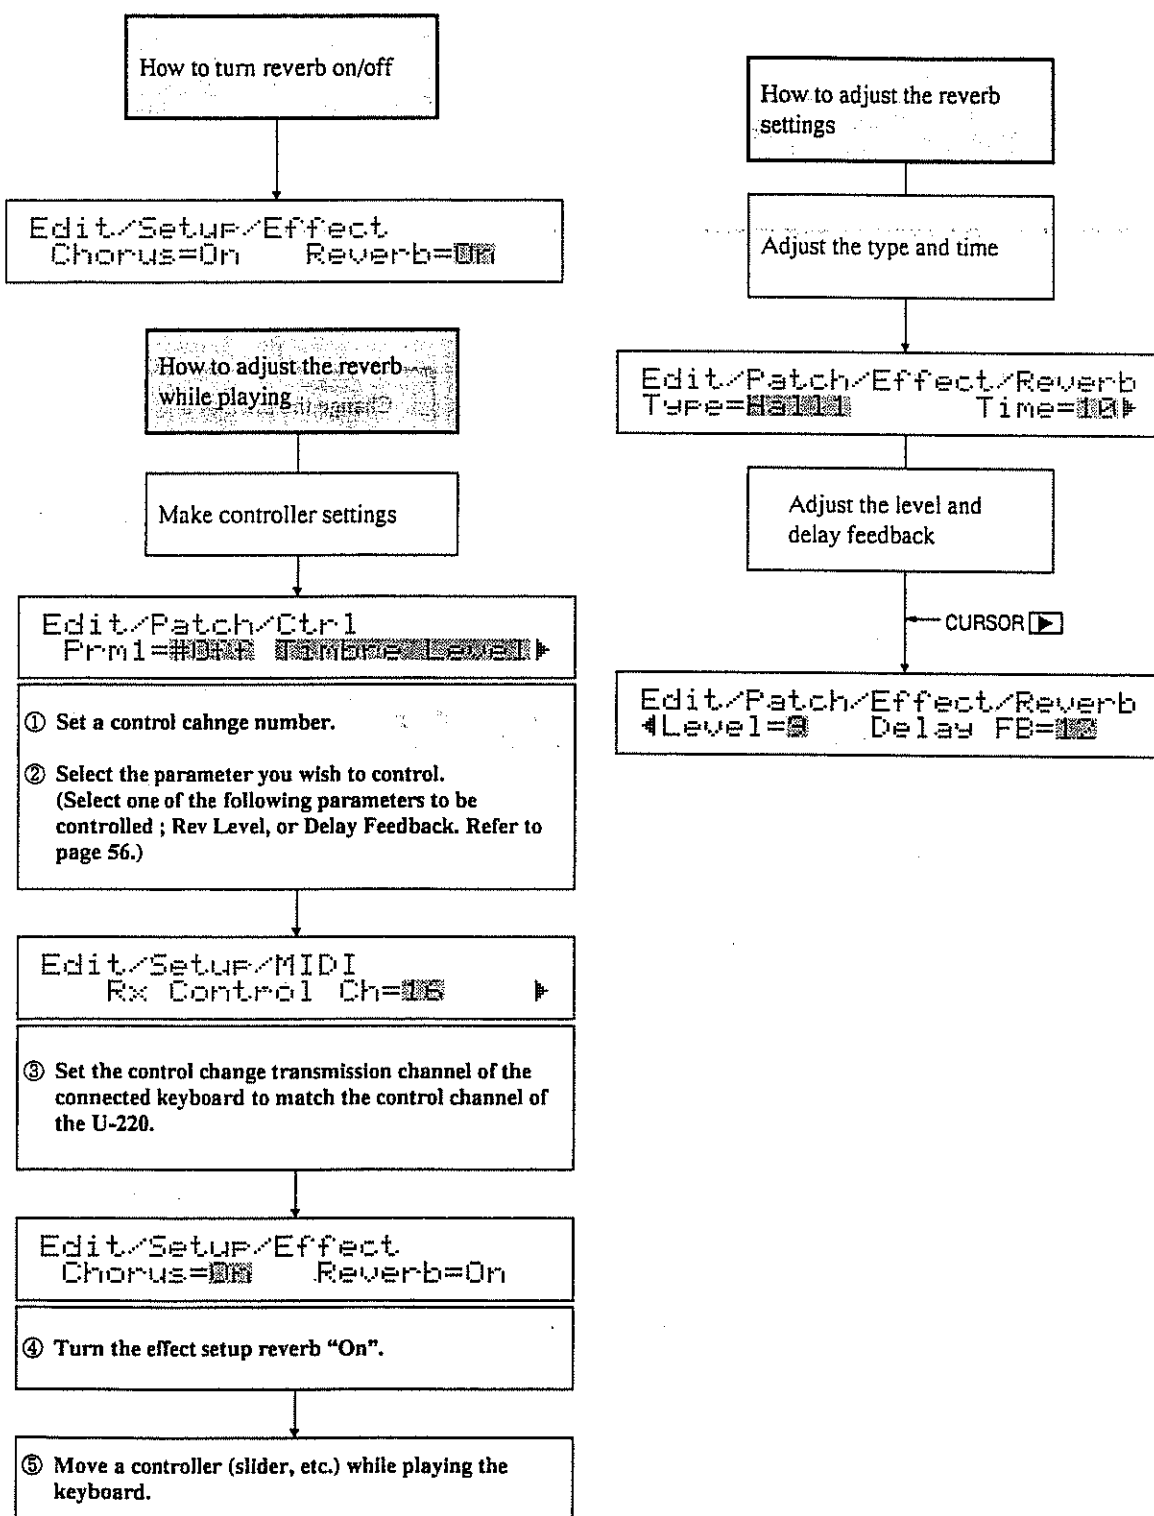 How to turn reverb on/off
Edit/Setup/Effect
Chorus=On Reverb=On
How to adjust the reverb
while playing
Make controller settings
Edit/Patch/Ctrl
Prm1=#Off Timbre Level▶
① Set a control cahnge number.
② Select the parameter you wish to control.
(Select one of the following parameters to be
controlled ; Rev Level, or Delay Feedback. Refer to
page 56.)
Edit/Setup/MIDI
Rx Control Ch=16 ▶
③ Set the control change transmission channel of the
connected keyboard to match the control channel of
the U-220.
Edit/Setup/Effect
Chorus=On Reverb=On
④ Turn the effect setup reverb “On”.
⑤ Move a controller (slider, etc.) while playing the
keyboard.
How to adjust the reverb
settings
Adjust the type and time
Edit/Patch/Effect/Reverb
Type=Hall1 Time=10▶
Adjust the level and
delay feedback
CURSOR ▶
Edit/Patch/Effect/Reverb
◀Level=9 Delay FB=12